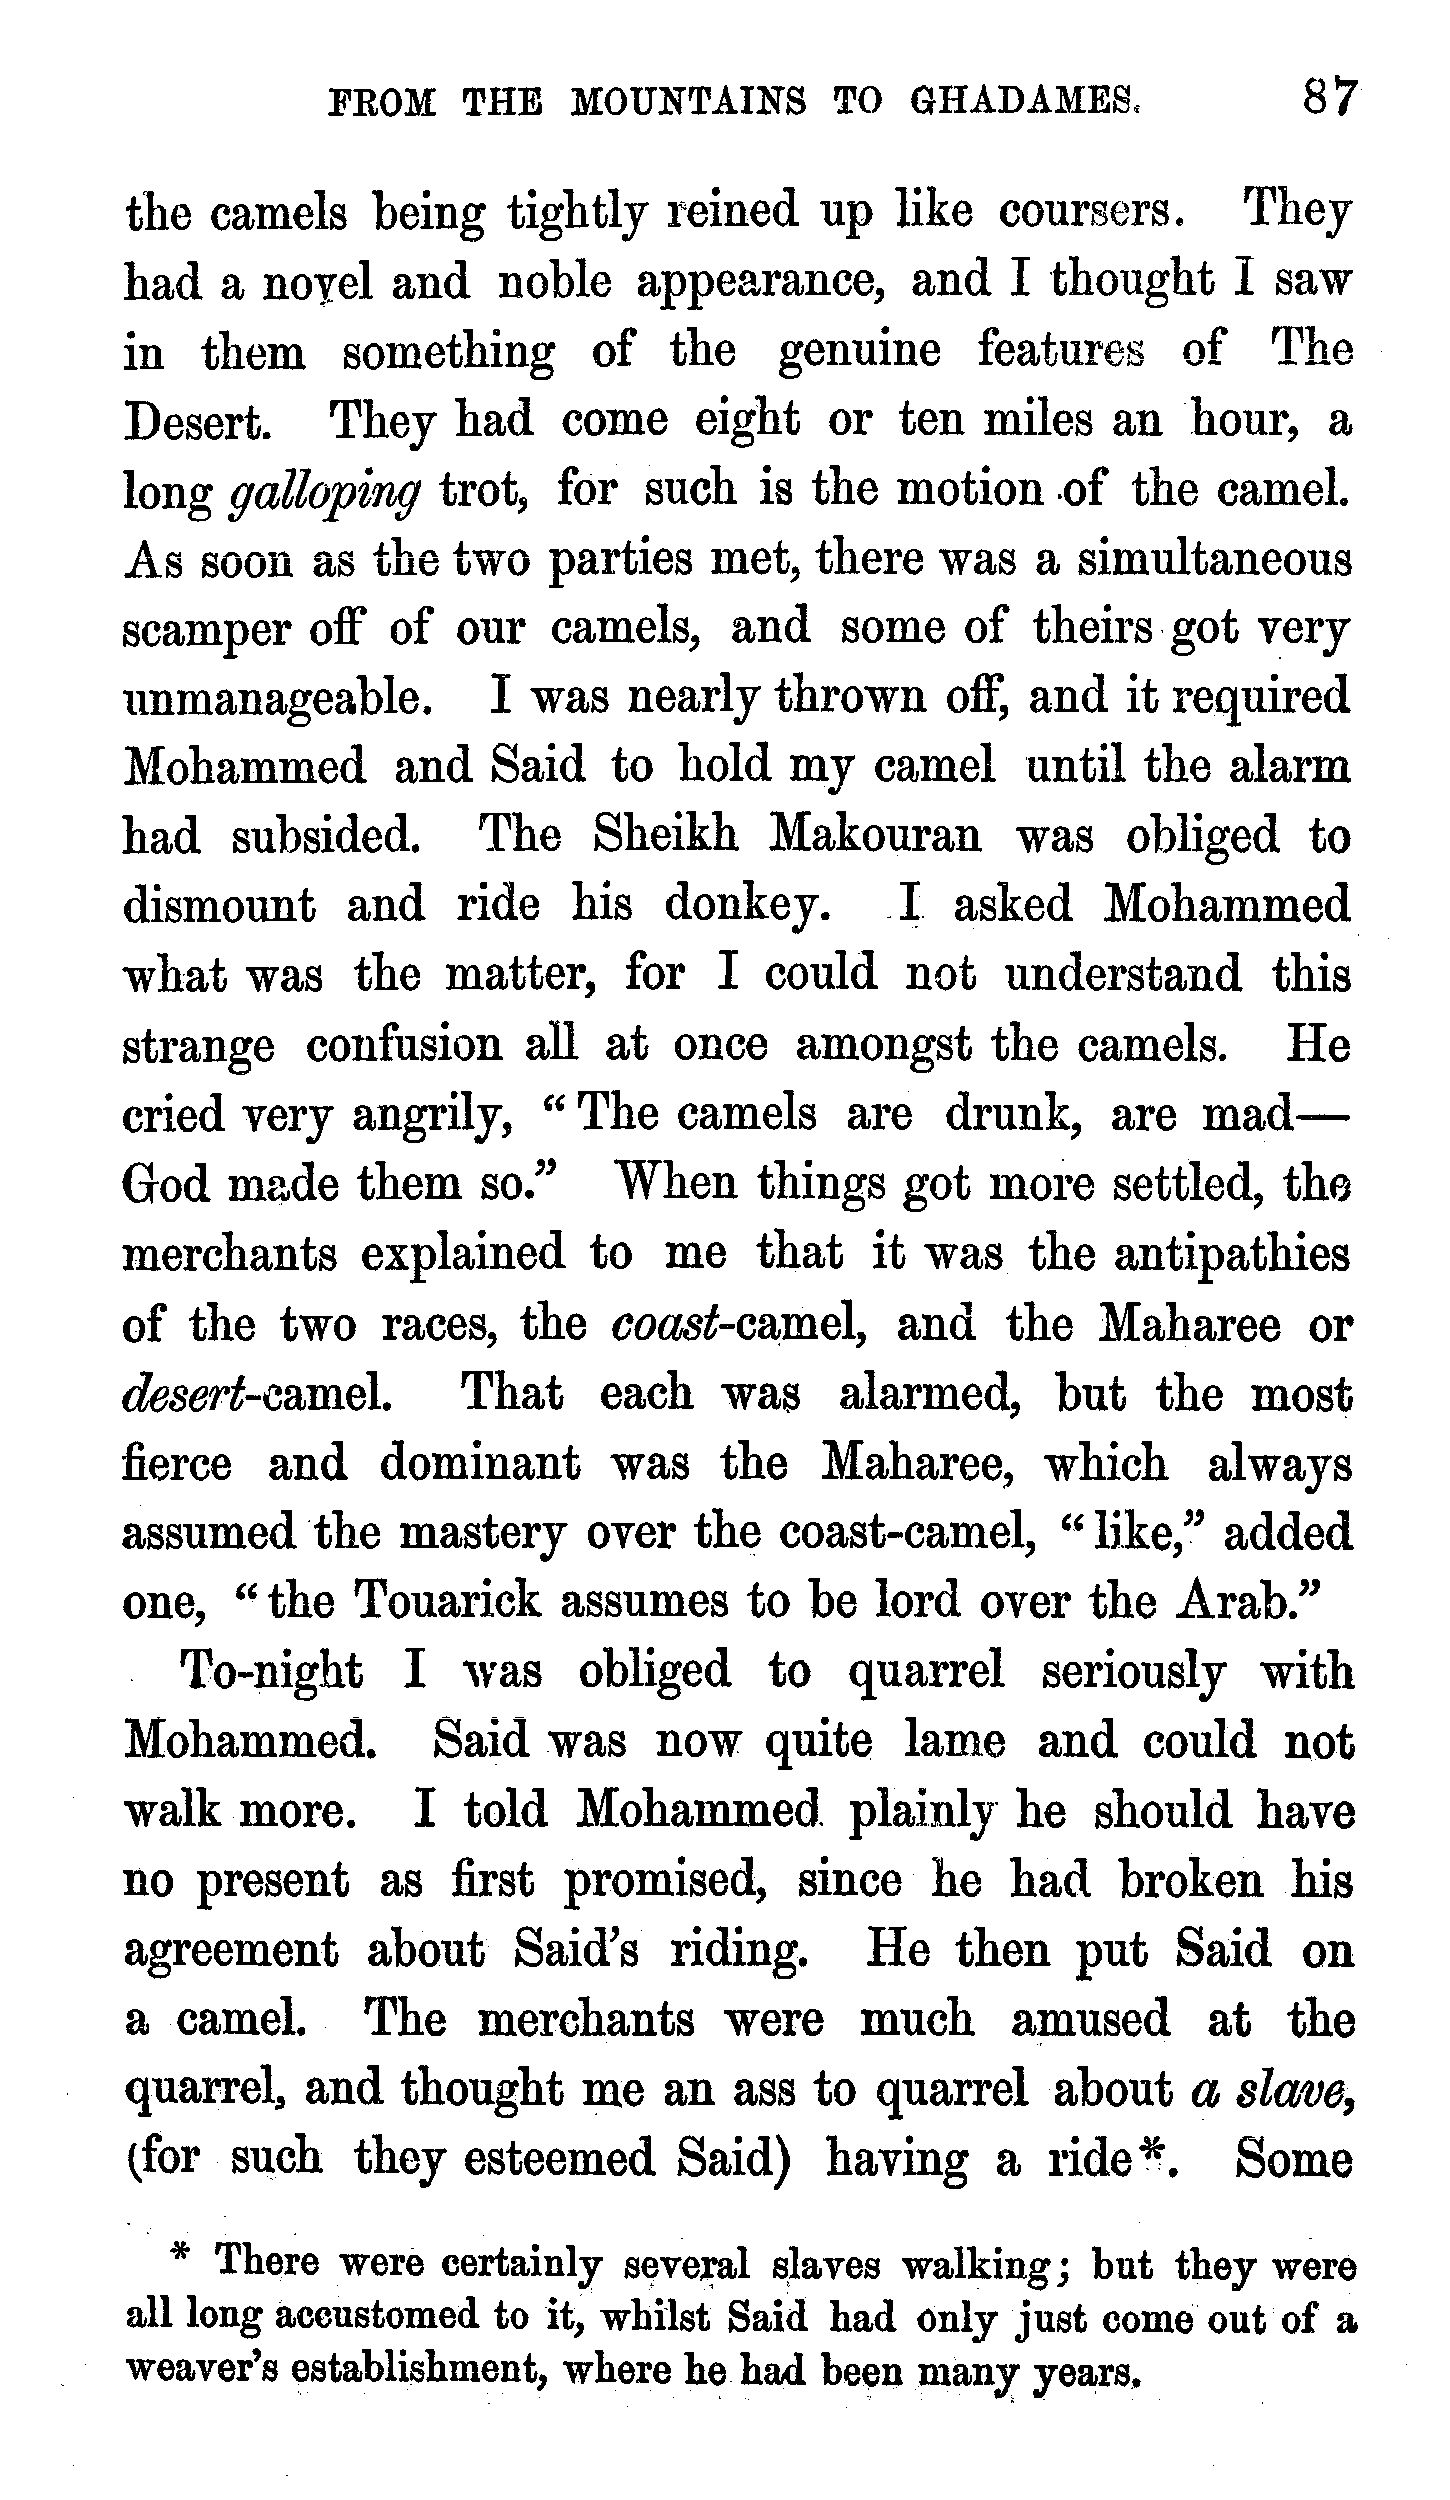 FROM THE MOUNTAINS TO GHADAMES. 87
the camels being tightly reined up like coursers. They
had a novel and noble appearance, and I thought I saw
in them something of the genuine features of The
Desert. They had come eight or ten miles an hour, a
long galloping trot, for such is the motion of the camel.
As soon as the two parties met, there was a simultaneous
scamper off of our camels, and some of theirs got very
unmanageable. I was nearly thrown off, and it required
Mohammed and Said to hold my camel until the alarm
had subsided. The Sheikh Makouran was obliged to
dismount and ride his donkey. I asked Mohammed
what was the matter, for I could not understand this
strange confusion all at once amongst the camels. He
cried very angrily, “The camels are drunk, are mad—
God made them so.” When things got more settled, the
merchants explained to me that it was the antipathies
of the two races, the coast-camel, and the Maharee or
desert-camel. That each was alarmed, but the most
fierce and dominant was the Maharee, which always
assumed the mastery over the coast-camel, “like,” added
one, “the Touarick assumes to be lord over the Arab.”
To-night I was obliged to quarrel seriously with
Mohammed. Said was now quite lame and could not
walk more. I told Mohammed plainly he should have
no present as first promised, since he had broken his
agreement about Said’s riding. He then put Said on
a camel. The merchants were much amused at the
quarrel, and thought me an ass to quarrel about a slave,
(for such they esteemed Said) having a ride*. Some
* There were certainly several slaves walking; but they were
all long accustomed to it, whilst Said had only just come out of a
weaver’s establishment, where he had been many years.